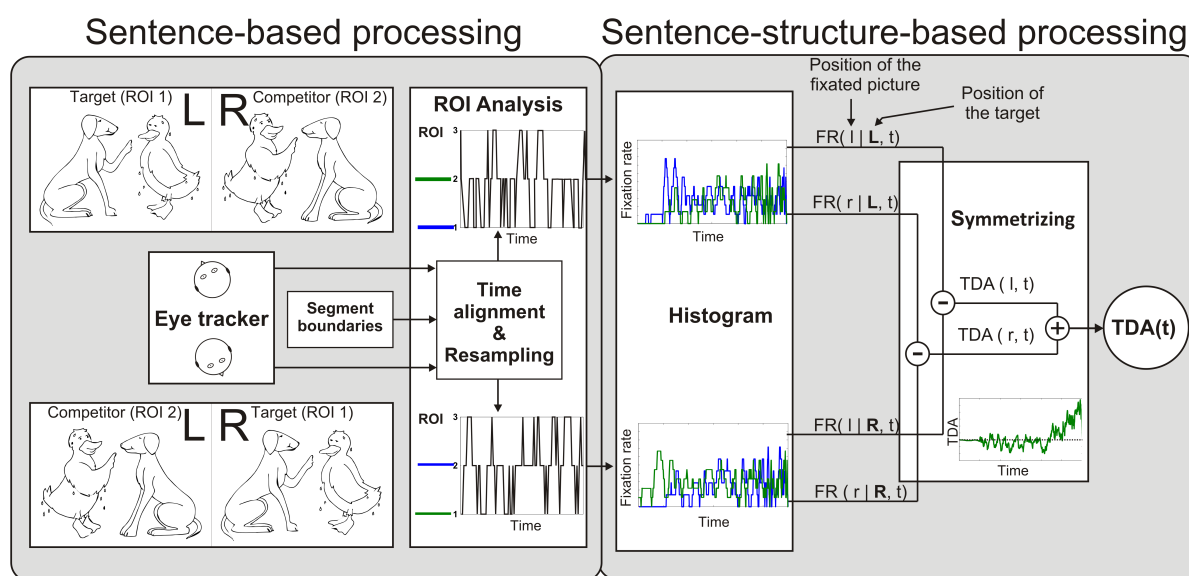 Sentence-based processing
Sentence-structure-based processing
Target (ROI 1)
L
R
Competitor (ROI 2)
Eye tracker
Segment
boundaries
Competitor (ROI 2)
L
R
Target (ROI 1)
ROI Analysis
ROI
3
2
1
Time
Time
alignment
&
Resampling
ROI
3
2
1
Time
Fixation rate
Time
Histogram
Fixation rate
Time
Position of the
fixated picture
Position of
the target
FR( l | L, t)
FR( r | L, t)
FR( l | R, t)
FR ( r | R, t)
Symmetrizing
TDA ( l, t)
TDA ( r, t)
-
-
+
TDA(t)
TDA
Time